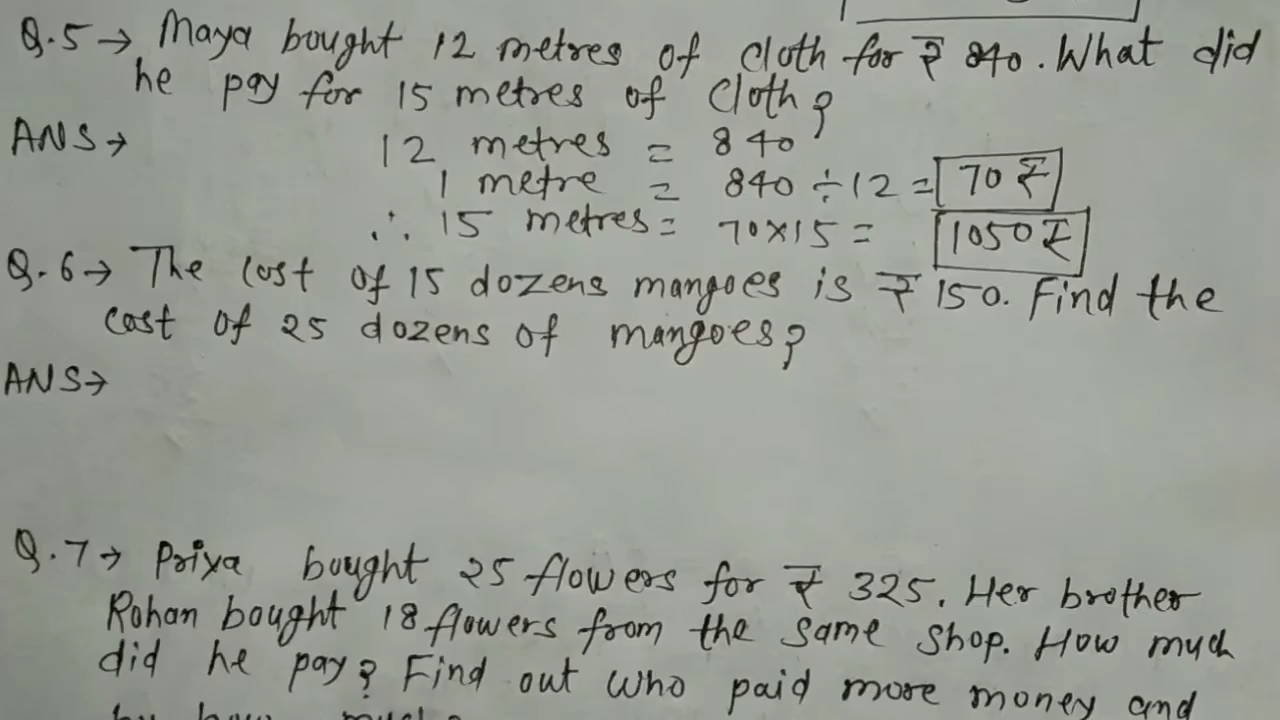 Q.5→ Maya bought 12 metres of cloth for ₹ 840. What did
he pay for 15 metres of cloth?
ANS→
12 metres = 840
1 metre = 840 ÷ 12 = 70 ₹
∴ 15 metres = 70×15 = 1050 ₹
Q.6→ The cost of 15 dozens mangoes is ₹ 150. Find the
cost of 25 dozens of mangoes?
ANS→
Q.7→ Priya bought 25 flowers for ₹ 325. Her brother
Rohan bought 18 flowers from the same shop. How much
did he pay? Find out who paid more money and
by how much?